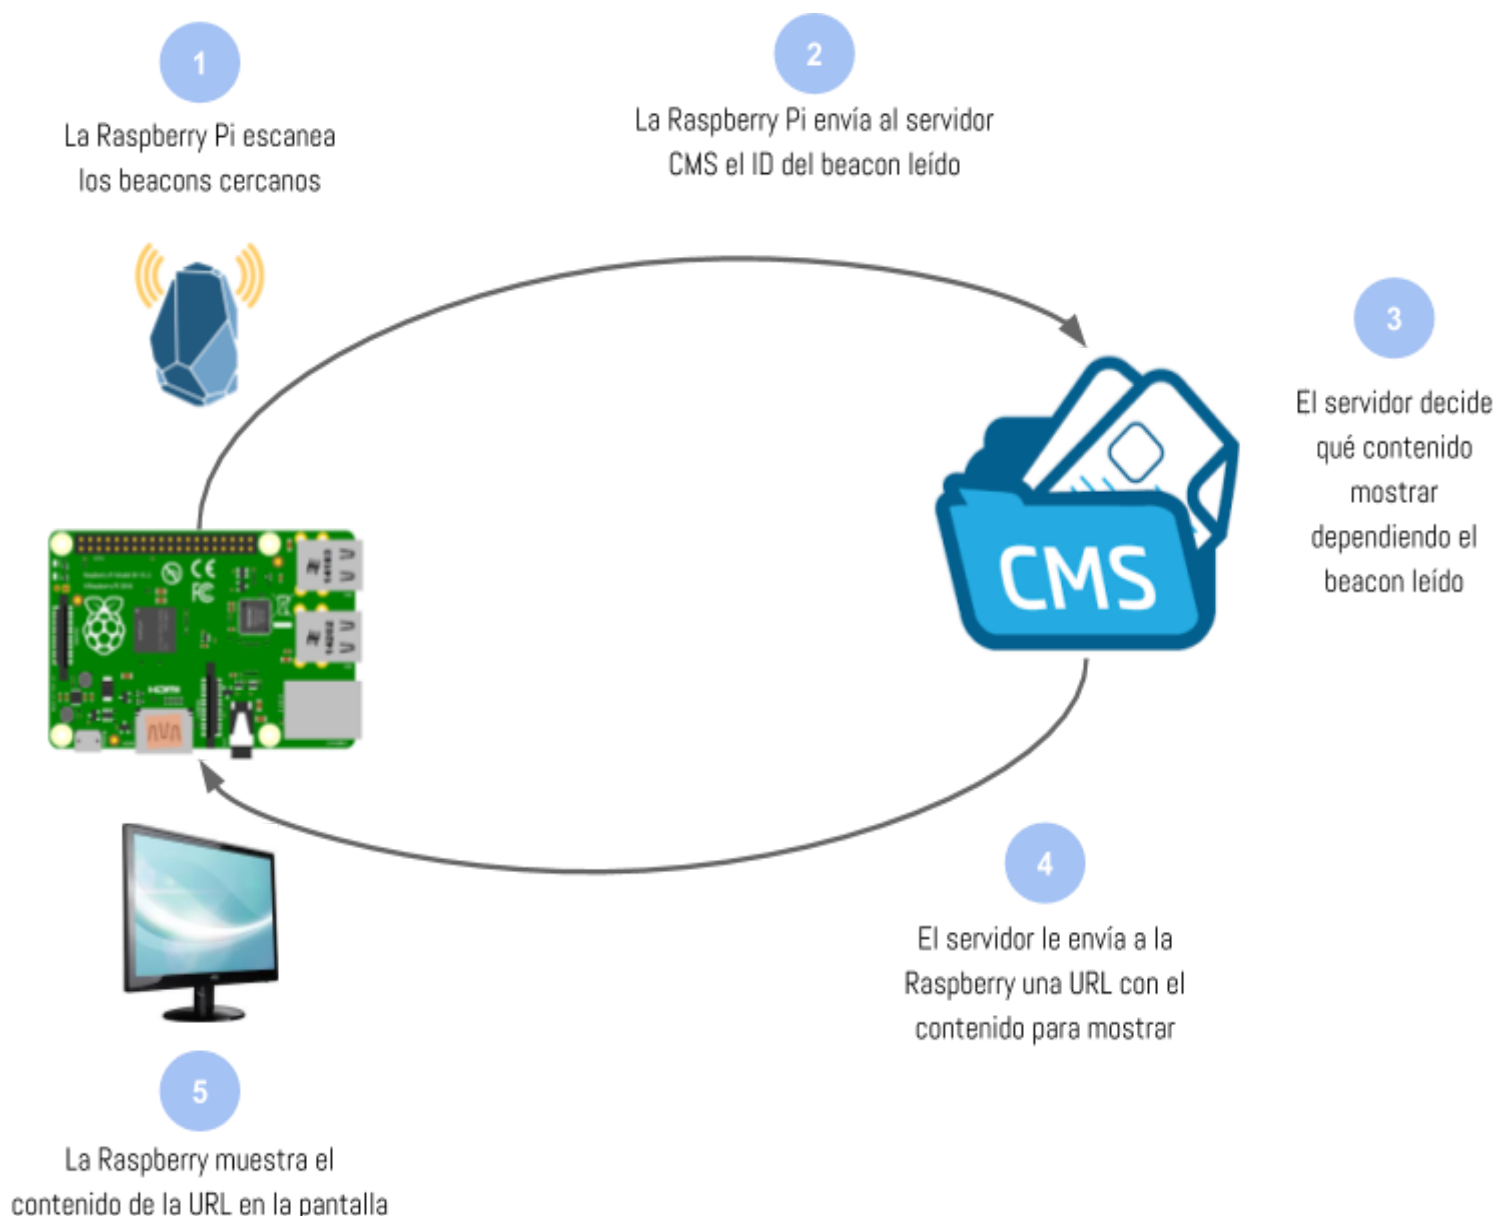 1
La Raspberry Pi escanea
los beacons cercanos
2
La Raspberry Pi envía al servidor
CMS el ID del beacon leído
3
El servidor decide
qué contenido
mostrar
dependiendo el
beacon leído
CMS
HDMI
4
El servidor le envía a la
Raspberry una URL con el
contenido para mostrar
5
La Raspberry muestra el
contenido de la URL en la pantalla